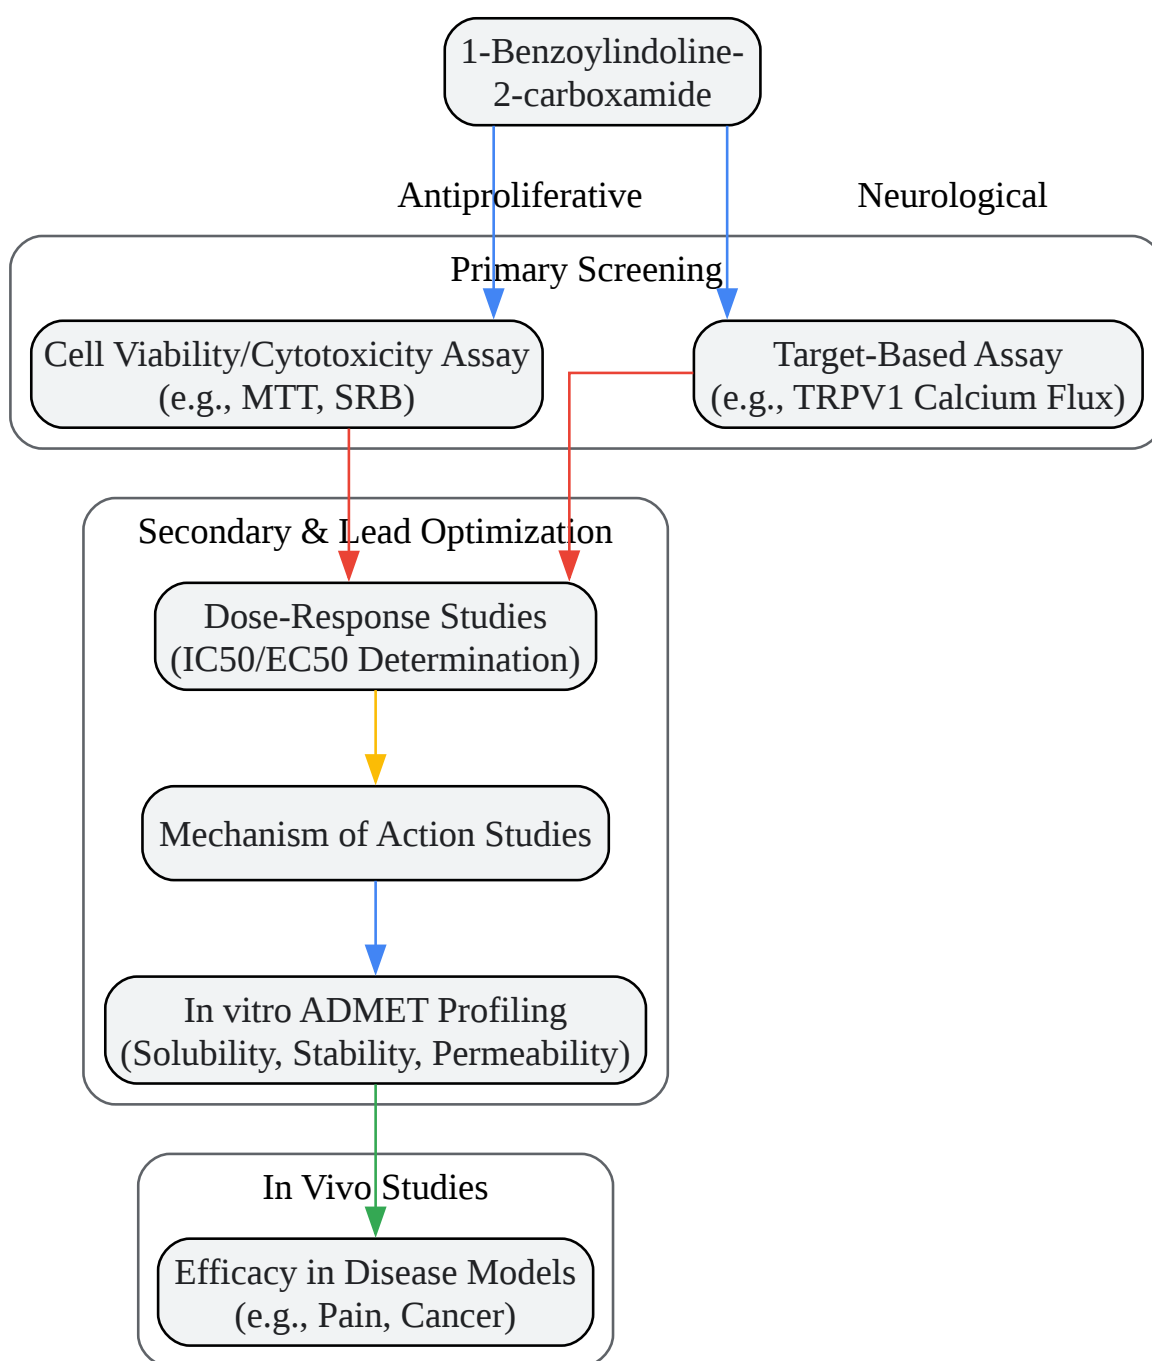 1-Benzoylindoline-
2-carboxamide
Antiproliferative
Neurological
Primary Screening
Cell Viability/Cytotoxicity Assay
(e.g., MTT, SRB)
Target-Based Assay
(e.g., TRPV1 Calcium Flux)
Secondary & Lead Optimization
Dose-Response Studies
(IC50/EC50 Determination)
Mechanism of Action Studies
In vitro ADMET Profiling
(Solubility, Stability, Permeability)
In Vivo Studies
Efficacy in Disease Models
(e.g., Pain, Cancer)